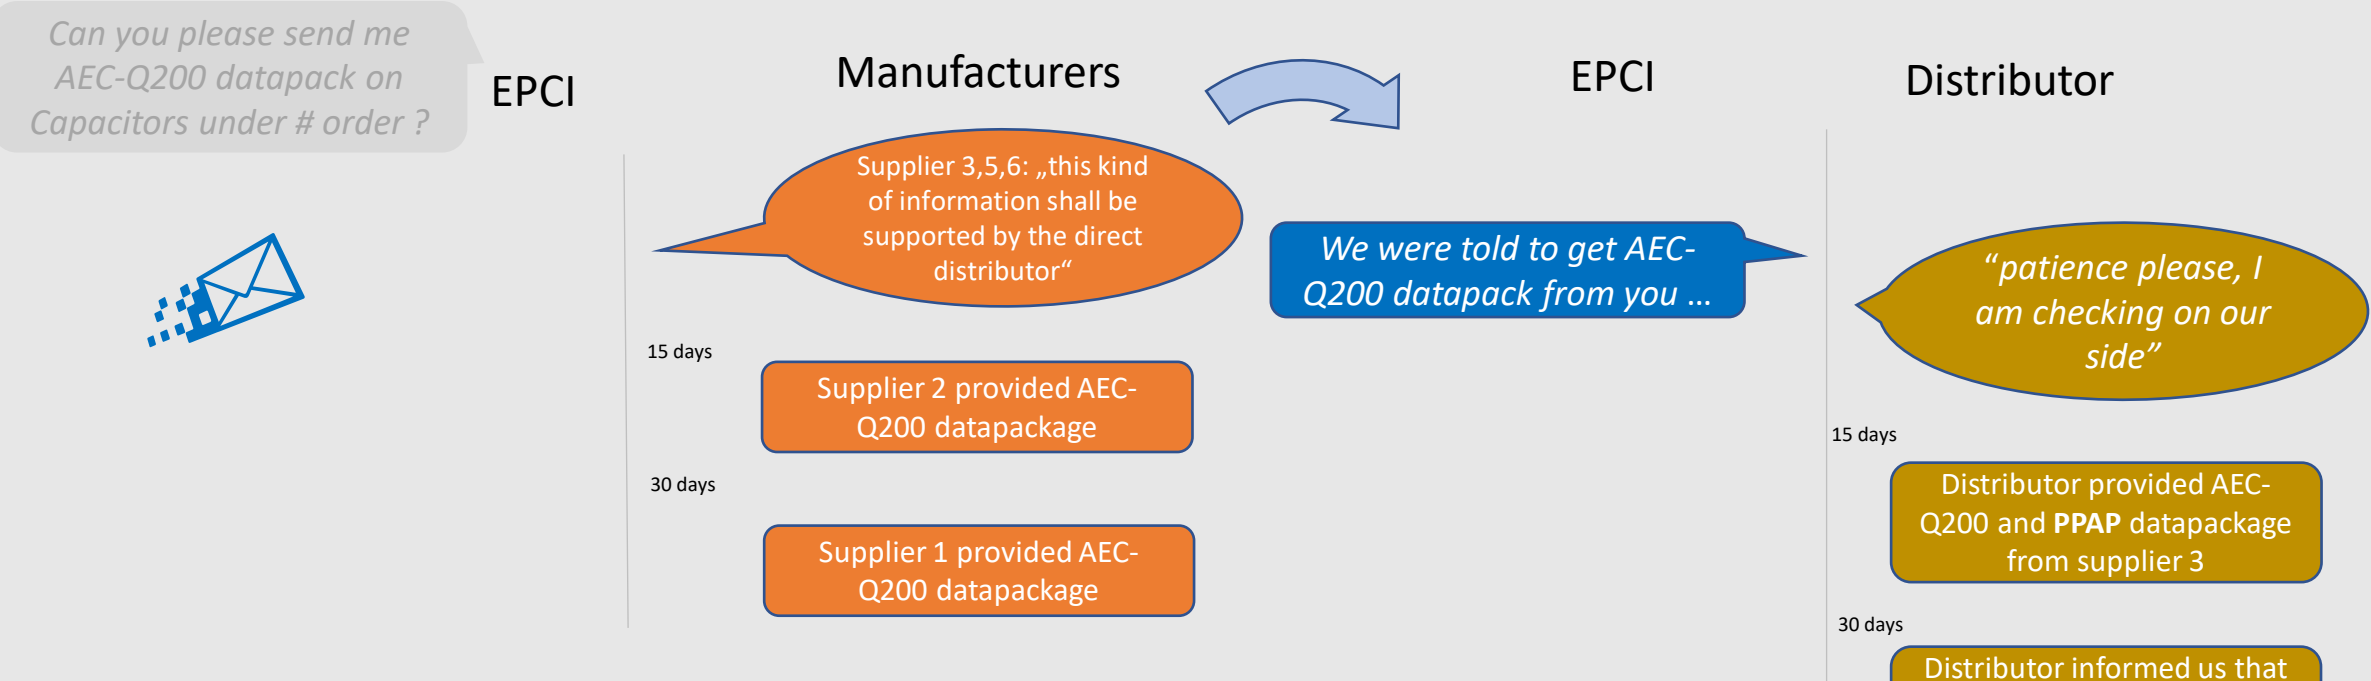 Can you please send me
AEC-Q200 datapack on
Capacitors under # order ?
EPCI
Manufacturers
Supplier 3,5,6: „this kind
of information shall be
supported by the direct
distributor“
15 days
Supplier 2 provided AEC-
Q200 datapackage
30 days
Supplier 1 provided AEC-
Q200 datapackage
EPCI
We were told to get AEC-
Q200 datapack from you ...
Distributor
“patience please, I
am checking on our
side”
15 days
Distributor provided AEC-
Q200 and PPAP datapackage
from supplier 3
30 days
Distributor informed us that